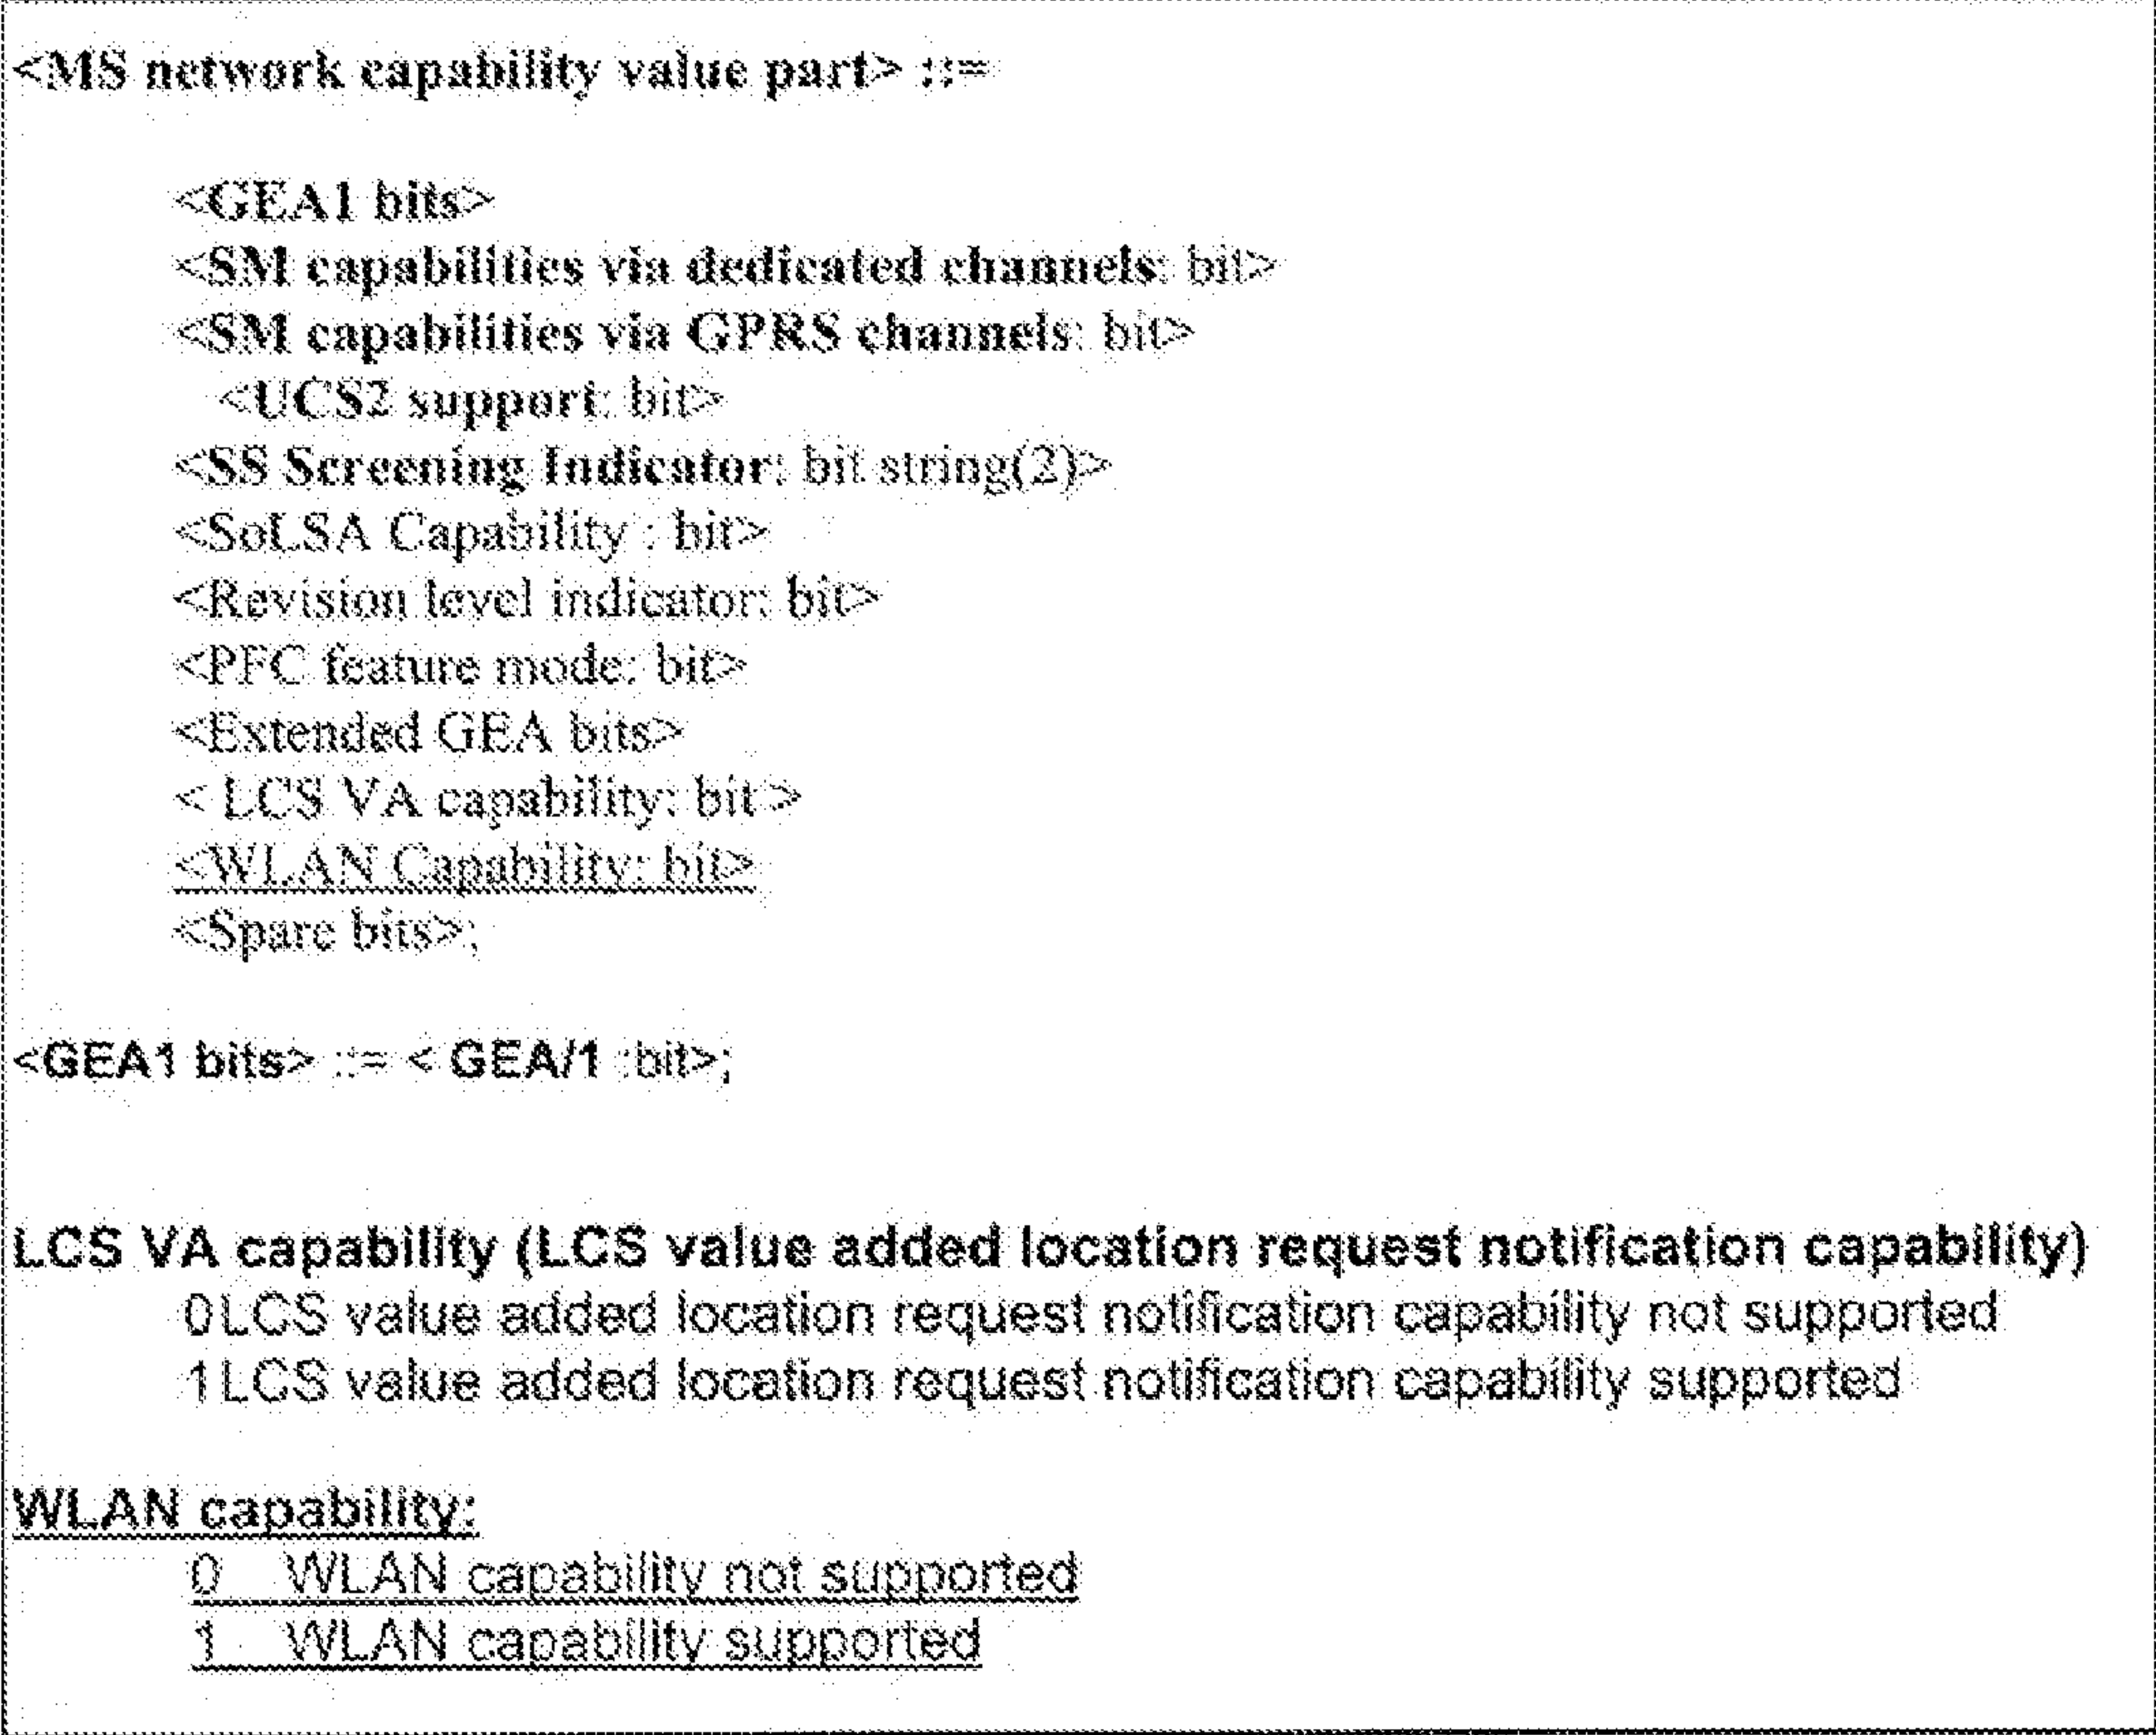 <MS network capability value part> ::=
<GEA1 bits>
<SM capabilities via dedicated channels: bit>
<SM capabilities via GPRS channels: bit>
<UCS2 support: bit>
<SS Screening Indicator: bit string(2)>
<SoLSA Capability : bit>
<Revision level indicator: bit>
<PFC feature mode: bit>
<Extended GEA bits>
< LCS VA capability: bit >
<WLAN Capability: bit>
<Spare bits>;
<GEA1 bits> ::= < GEA/1 :bit>;
LCS VA capability (LCS value added location request notification capability)
0LCS value added location request notification capability not supported
1LCS value added location request notification capability supported
WLAN capability:
0 WLAN capability not supported
1 WLAN capability supported